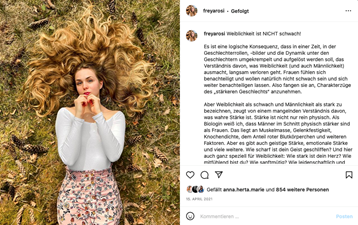 freyarosi • Gefolgt
freyarosi Weiblichkeit ist NICHT schwach!
Es ist eine logische Konsequenz, dass in einer Zeit, in der
Geschlechterrollen, -bilder und die Dynamik unter den
Geschlechtern umgekrempelt und aufgelöst werden soll, das
Verständnis davon, was Weiblichkeit (und auch Männlichkeit)
ausmacht, langsam verloren geht. Frauen fühlen sich
benachteiligt und wollen natürlich nicht schwach sein und sich
weiter benachteiligen lassen. Also fangen sie an, Charakterzüge
des „stärkeren Geschlechts" anzunehmen.
Aber Weiblichkeit als schwach und Männlichkeit als stark zu
bezeichnen, zeugt von einem mangelnden Verständnis davon,
was wahre Stärke ist. Stärke ist nicht nur rein physisch. Als
Biologin weiß ich, dass Männer im Schnitt physisch stärker sind
als Frauen. Das liegt an Muskelmasse, Gelenkfestigkeit,
Knochendichte, dem Anteil roter Blutkörperchen und weiteren
Faktoren. Aber es gibt auch geistige Stärke, emotionale Stärke
und viele weitere. Wie scharf ist dein Geist geschliffen? Und hier
auch ganz speziell für Weiblichkeit: Wie stark ist dein Herz? Wie
mitfühlend bist du? Wie sanftmütig? Wie leidenschaftlich und
Gefällt anna.herta.marie und 854 weiteren Personen
18. APRIL 2021
Kommentieren ...
Posten